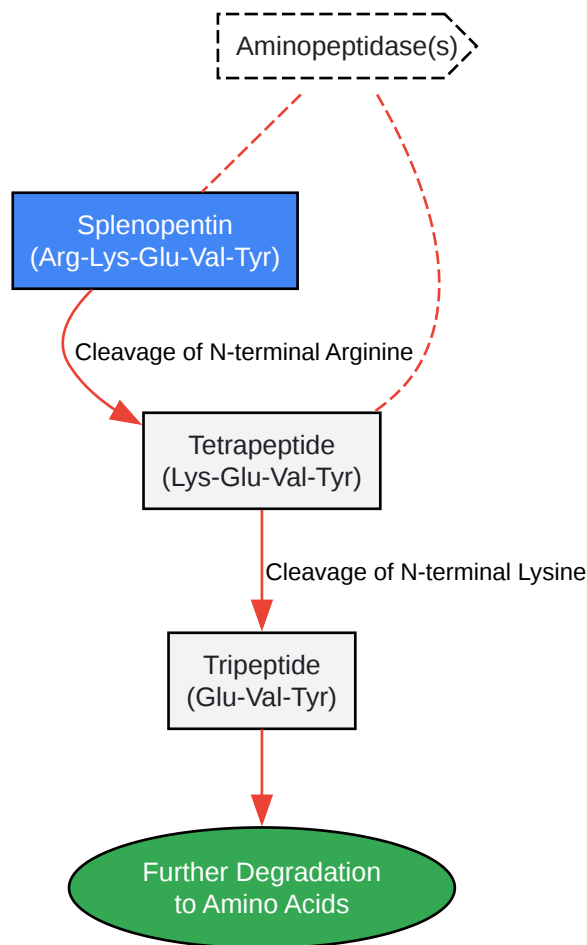 Aminopeptidase(s)
Splenopentin
(Arg-Lys-Glu-Val-Tyr)
Cleavage of N-terminal Arginine
Tetrapeptide
(Lys-Glu-Val-Tyr)
Cleavage of N-terminal Lysine
Tripeptide
(Glu-Val-Tyr)
Further Degradation
to Amino Acids